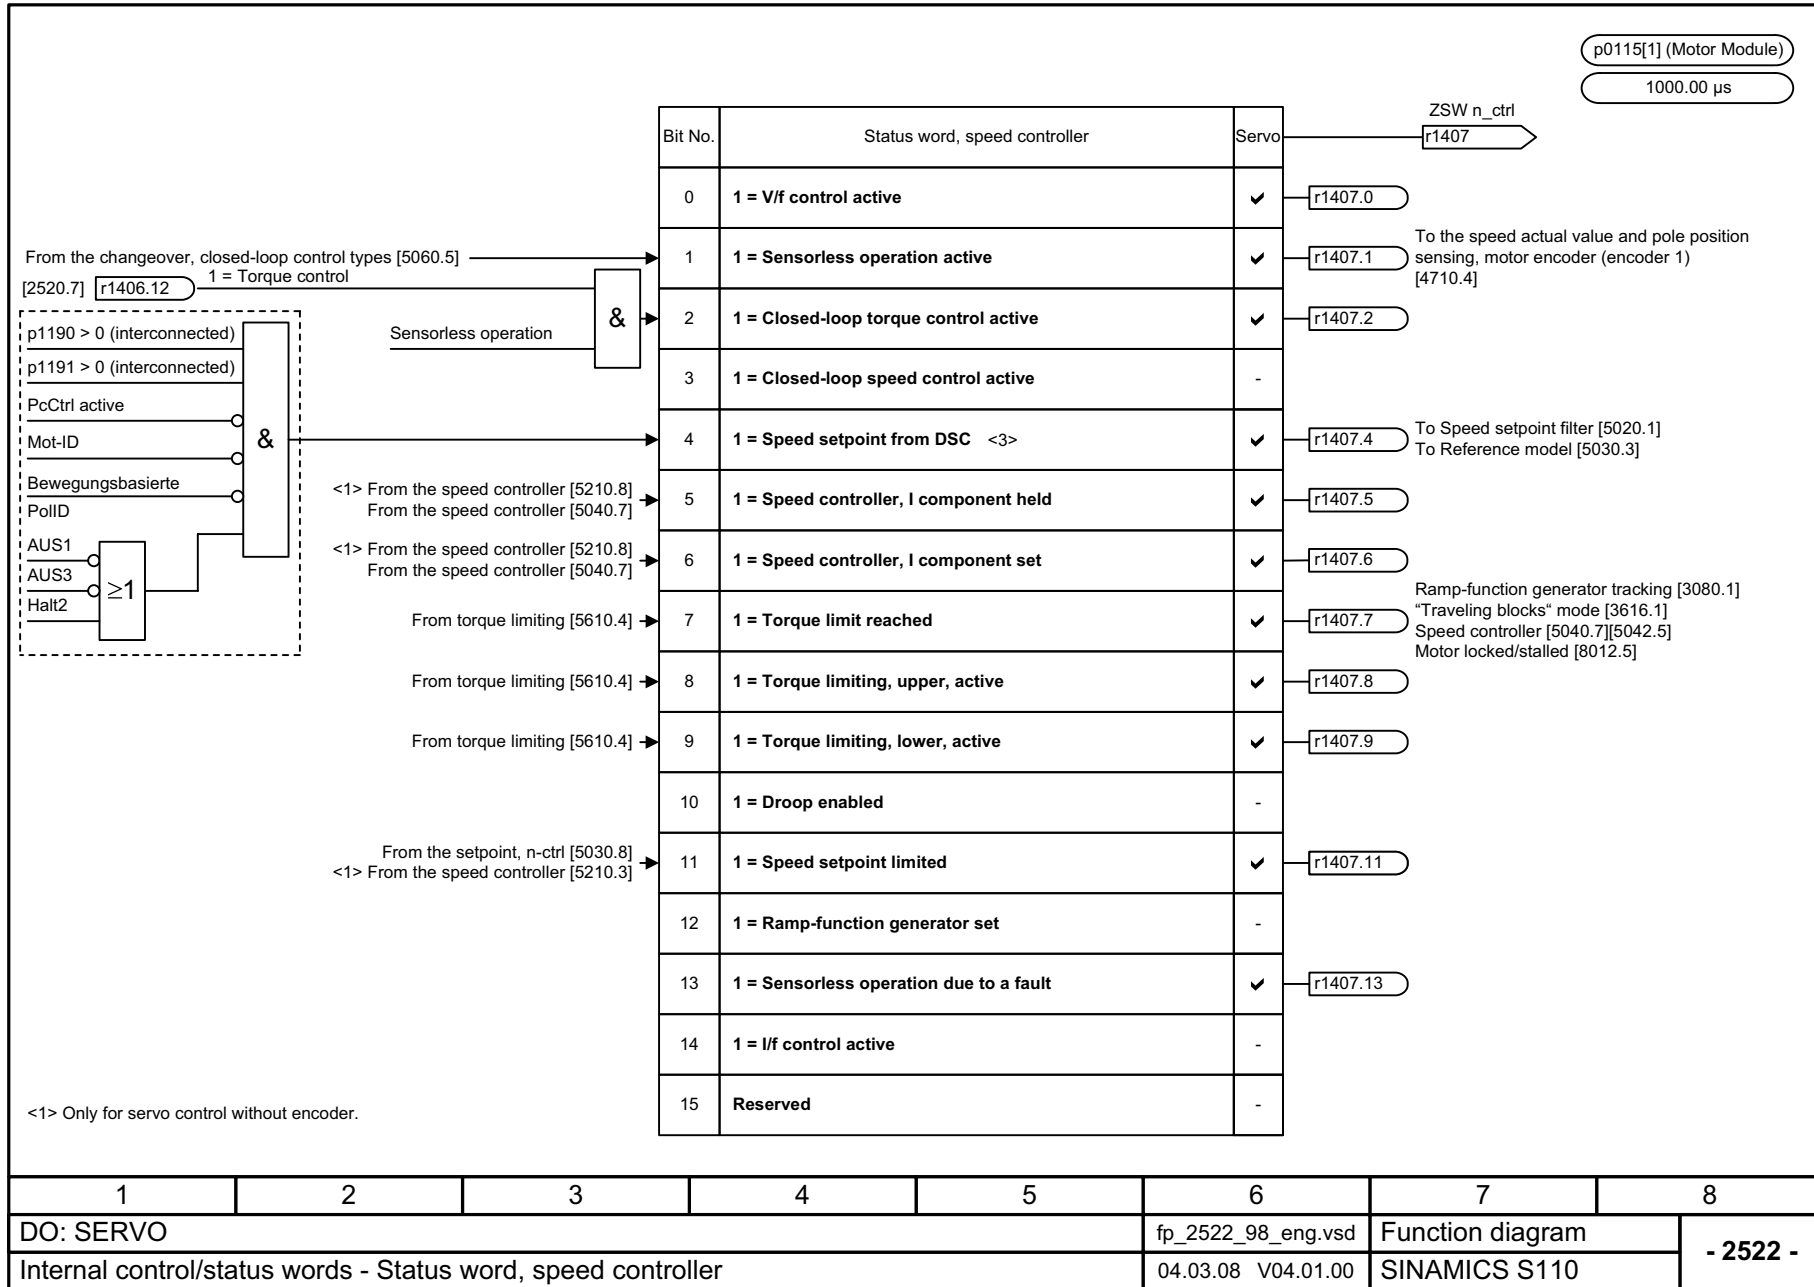 p0115[1] (Motor Module)
1000.00 µs
ZSW n_ctrl
Bit No. Status word, speed controller Servo r1407
0 1 = V/f control active ✔ r1407.0
From the changeover, closed-loop control types [5060.5]
1 1 = Sensorless operation active ✔ r1407.1
To the speed actual value and pole position
sensing, motor encoder (encoder 1)
[4710.4]
[2520.7] r1406.12 1 = Torque control
Sensorless operation
&
2 1 = Closed-loop torque control active ✔ r1407.2
3 1 = Closed-loop speed control active -
p1190 > 0 (interconnected)
p1191 > 0 (interconnected)
PcCtrl active
Mot-ID
Bewegungsbasierte
PolID
&
AUS1
AUS3
Halt2
≥1
4 1 = Speed setpoint from DSC <3> ✔ r1407.4
To Speed setpoint filter [5020.1]
To Reference model [5030.3]
<1> From the speed controller [5210.8]
From the speed controller [5040.7]
5 1 = Speed controller, I component held ✔ r1407.5
<1> From the speed controller [5210.8]
From the speed controller [5040.7]
6 1 = Speed controller, I component set ✔ r1407.6
From torque limiting [5610.4]
7 1 = Torque limit reached ✔ r1407.7
Ramp-function generator tracking [3080.1]
"Traveling blocks“ mode [3616.1]
Speed controller [5040.7][5042.5]
Motor locked/stalled [8012.5]
From torque limiting [5610.4]
8 1 = Torque limiting, upper, active ✔ r1407.8
From torque limiting [5610.4]
9 1 = Torque limiting, lower, active ✔ r1407.9
10 1 = Droop enabled -
From the setpoint, n-ctrl [5030.8]
<1> From the speed controller [5210.3]
11 1 = Speed setpoint limited ✔ r1407.11
12 1 = Ramp-function generator set -
13 1 = Sensorless operation due to a fault ✔ r1407.13
14 1 = I/f control active -
15 Reserved -
<1> Only for servo control without encoder.
1 2 3 4 5 6 7 8
DO: SERVO fp_2522_98_eng.vsd Function diagram
- 2522 -
Internal control/status words - Status word, speed controller 04.03.08 V04.01.00 SINAMICS S110